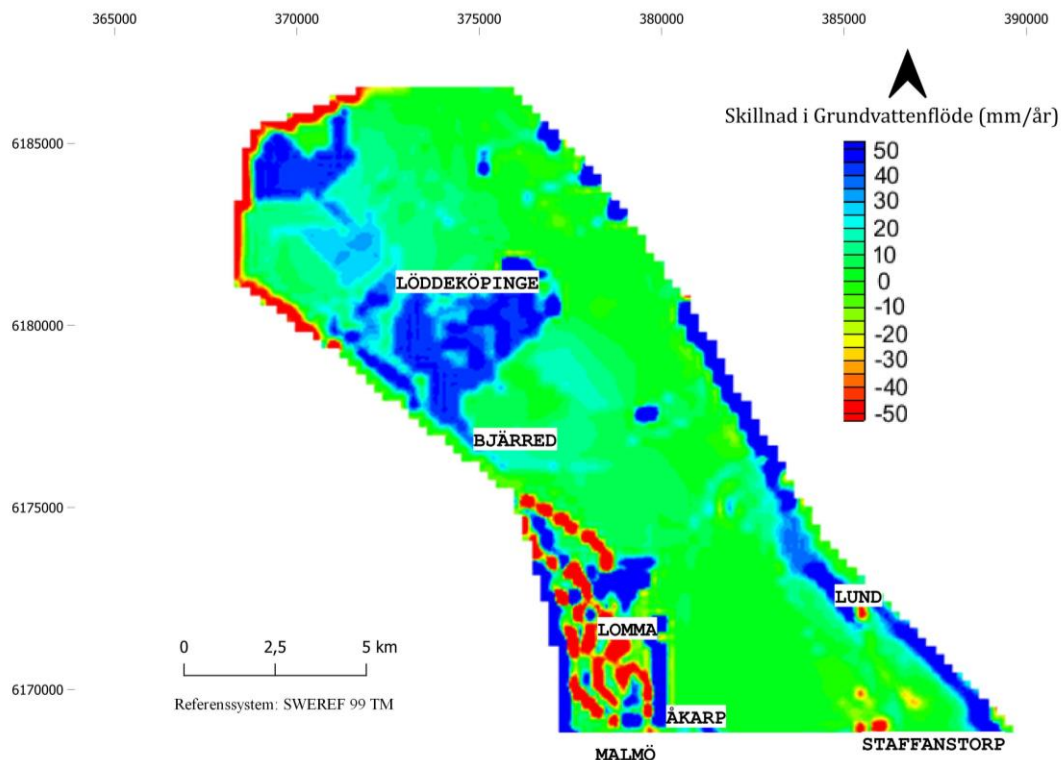 365000 370000 375000 380000 385000 390000
Skillnad i Grundvattenflöde (mm/år)
6185000
50
40
30
20
10
0
-10
-20
-30
-40
-50
LÖDDEKÖPINGE
6180000
BJÄRRED
6175000
LUND
LOMMA
0 2,5 5 km
6170000
Referenssystem: SWEREF 99 TM
ÅKARP
STAFFANSTORP
MALMÖ